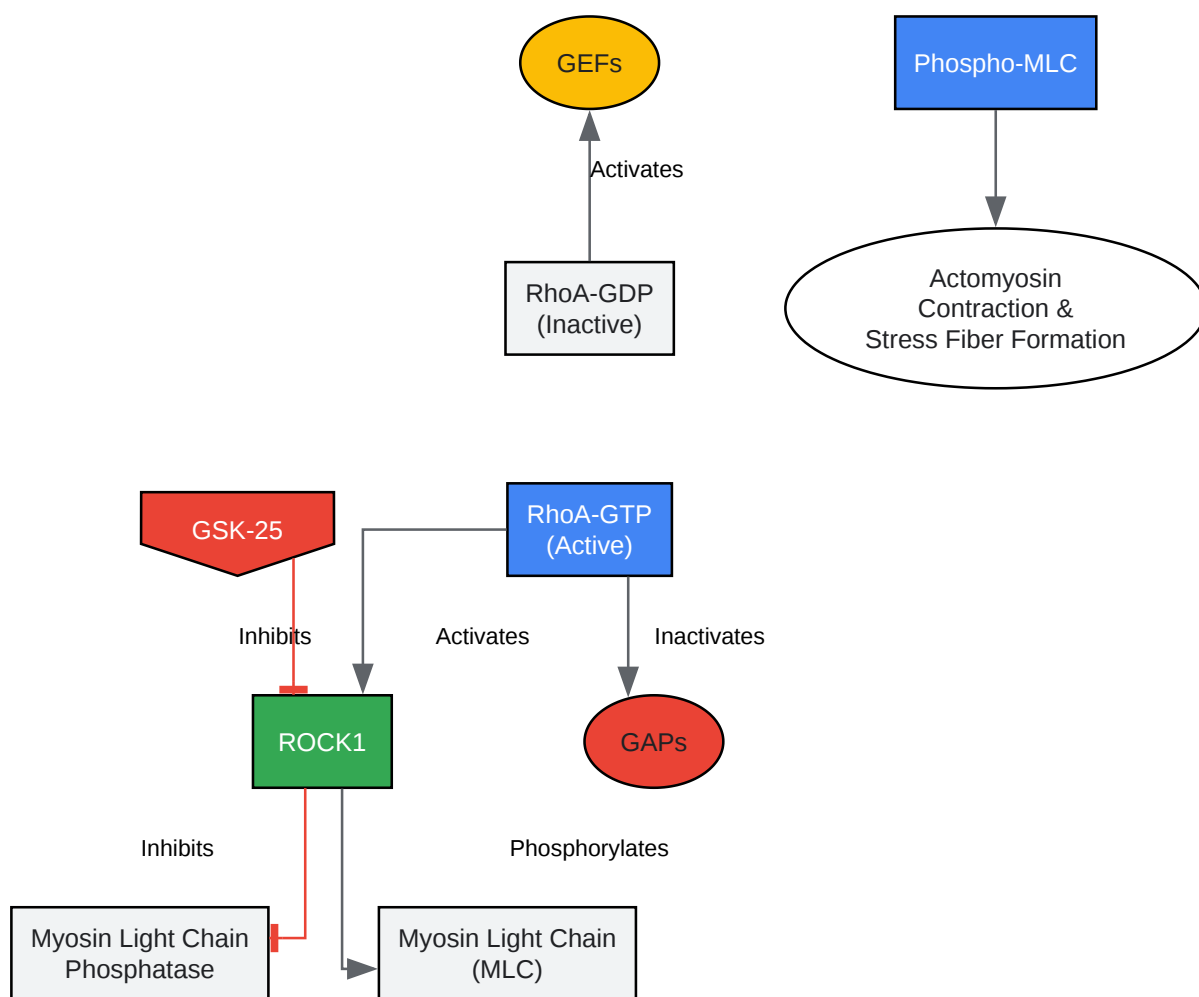 GEFs
Phospho-MLC
Activates
RhoA-GDP
(Inactive)
Actomyosin
Contraction &
Stress Fiber Formation
GSK-25
RhoA-GTP
(Active)
Inhibits
Activates
Inactivates
ROCK1
GAPs
Inhibits
Phosphorylates
Myosin Light Chain
Phosphatase
Myosin Light Chain
(MLC)